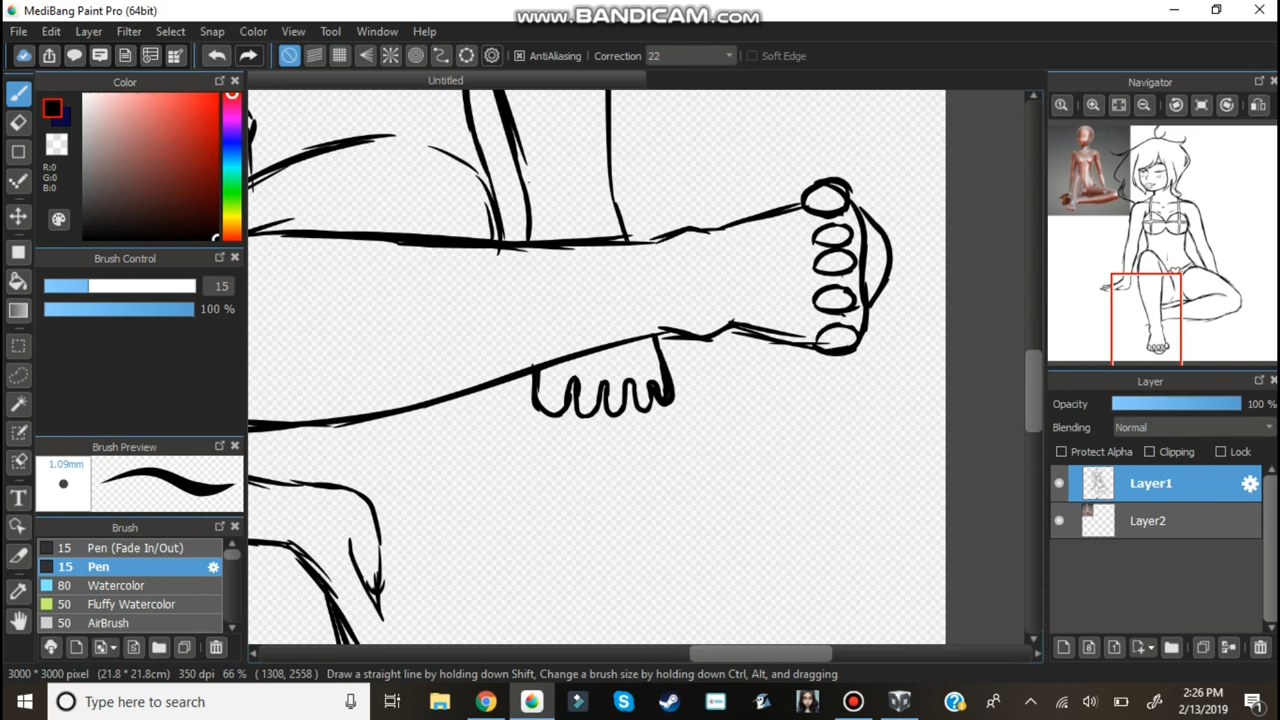 MediBang Paint Pro (64bit)
www.BANDICAM.com
File Edit Layer Filter Select Snap Color View Tool Window Help
AntiAliasing Correction 22 Soft Edge
Color
Untitled
Navigator
R:0
G:0
B:0
Brush Control
15
100 %
Brush Preview
1.09mm
Brush
15 Pen (Fade In/Out)
15 Pen
80 Watercolor
50 Fluffy Watercolor
50 AirBrush
Layer
Opacity 100 %
Blending Normal
Protect Alpha Clipping Lock
Layer1
Layer2
3000 * 3000 pixel (21.8 * 21.8cm) 350 dpi 66 % ( 1308, 2558 ) Draw a straight line by holding down Shift, Change a brush size by holding down Ctrl, Alt, and dragging
Type here to search
2:26 PM
2/13/2019